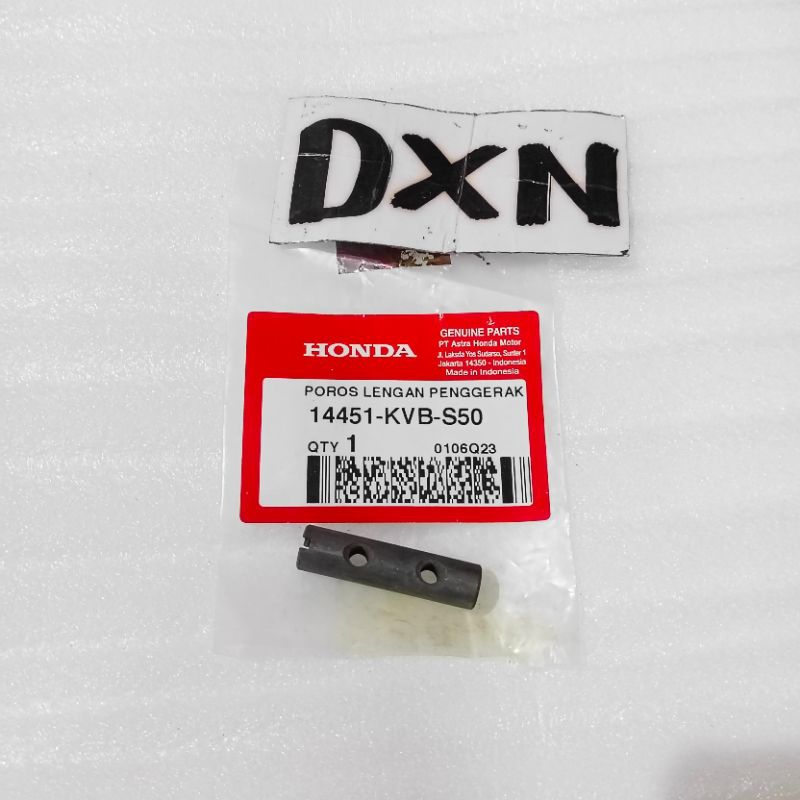 DXN
HONDA
GENUINE PARTS
PT Astra Honda Motor
Jl. Laksda Yos Sudarso, Sunter 1
Jakarta 14350 - Indonesia
Made in Indonesia
POROS LENGAN PENGGERAK
14451-KVB-S50
QTY 1 0106Q23